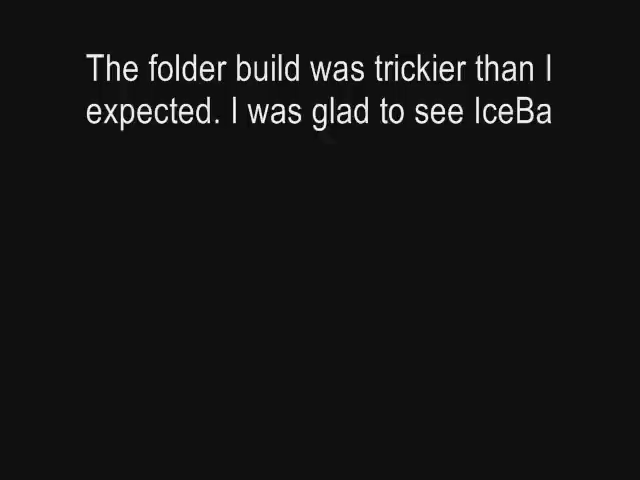 The folder build was trickier than I
expected. I was glad to see IceBa